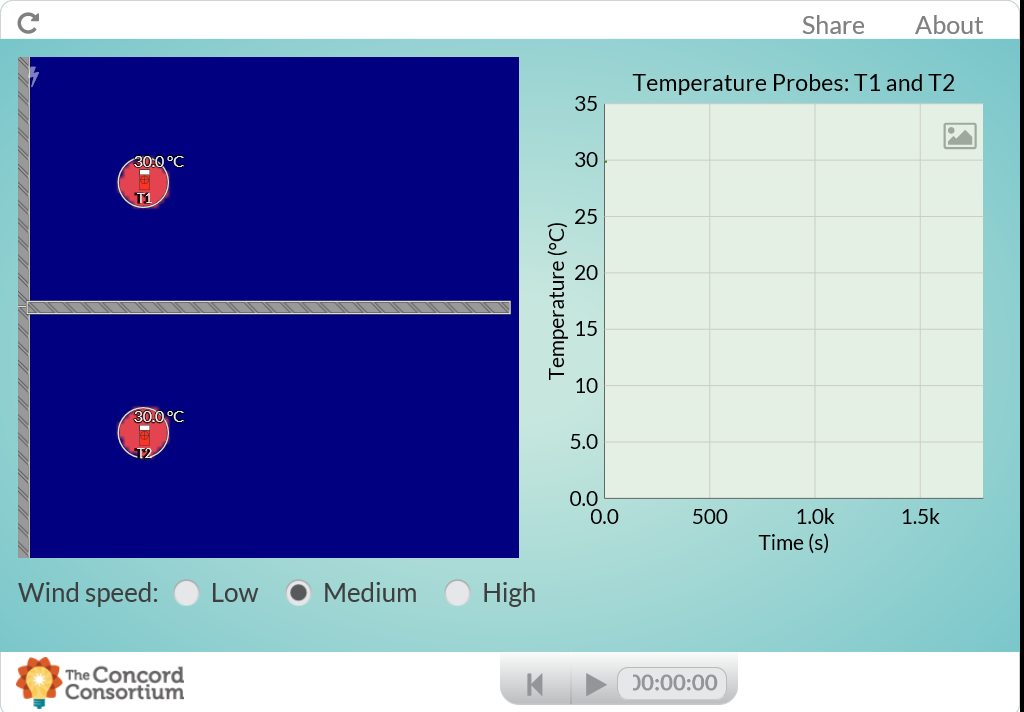 Share About
Temperature Probes: T1 and T2
35
30
25
20
15
10
5.0
0.0
Temperature (°C)
0.0 500 1.0k 1.5k
Time (s)
30.0 °C
T1
30.0 °C
T2
Wind speed: Low Medium High
The Concord
Consortium
00:00:00